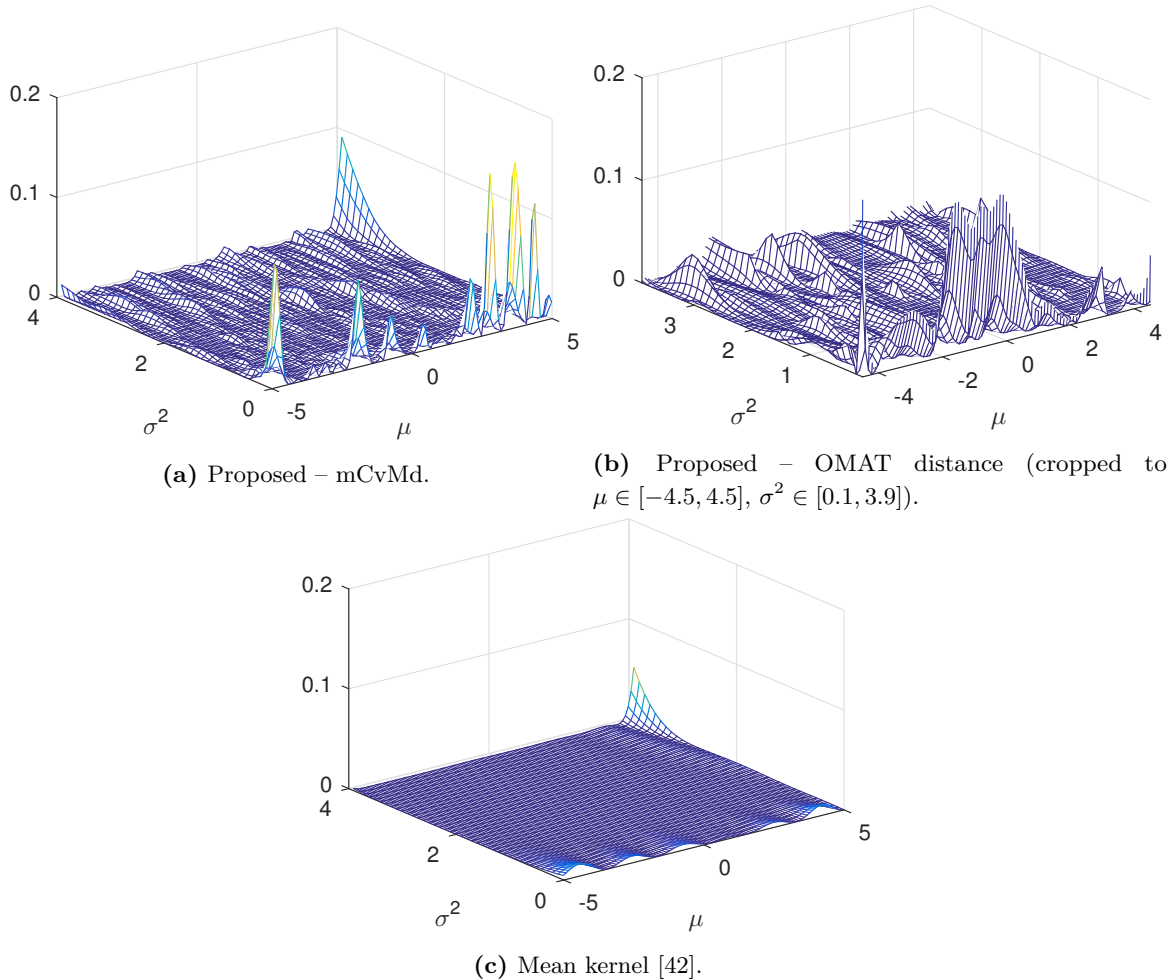 0.2
0.1
0
4
2
0
-5
0
5
σ²
μ
(a) Proposed – mCvMd.
0.2
0.1
0
3
2
1
-4
-2
0
2
4
σ²
μ
(b) Proposed – OMAT distance (cropped to
μ ∈ [−4.5, 4.5], σ² ∈ [0.1, 3.9]).
0.2
0.1
0
4
2
0
-5
0
5
σ²
μ
(c) Mean kernel [42].